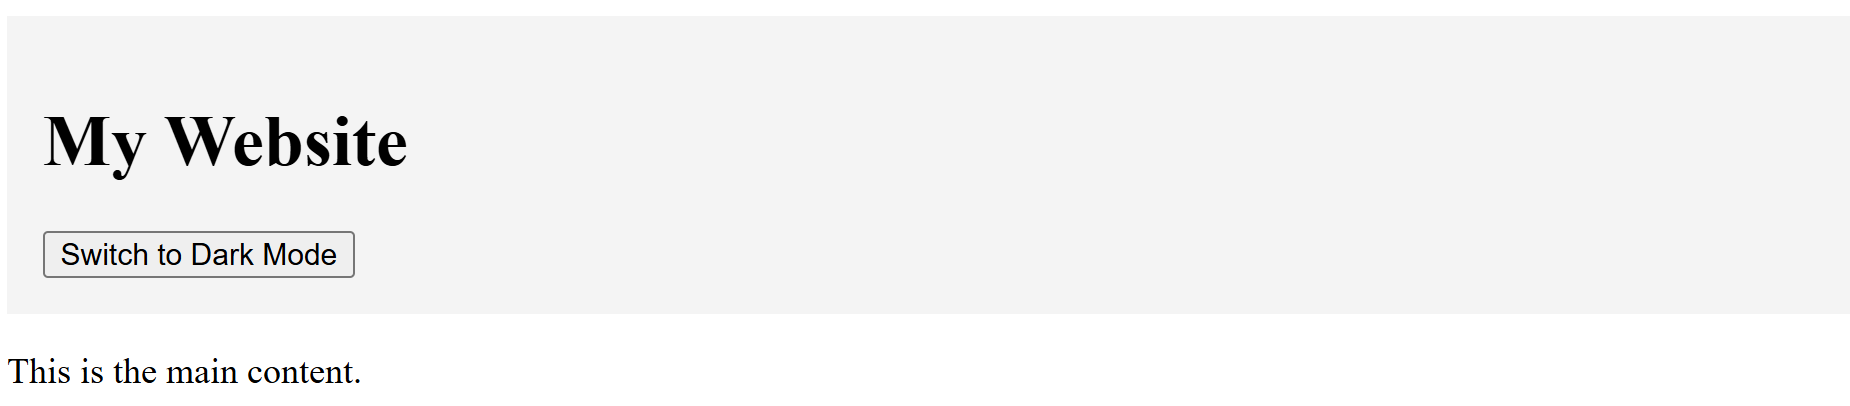 My Website
Switch to Dark Mode
This is the main content.